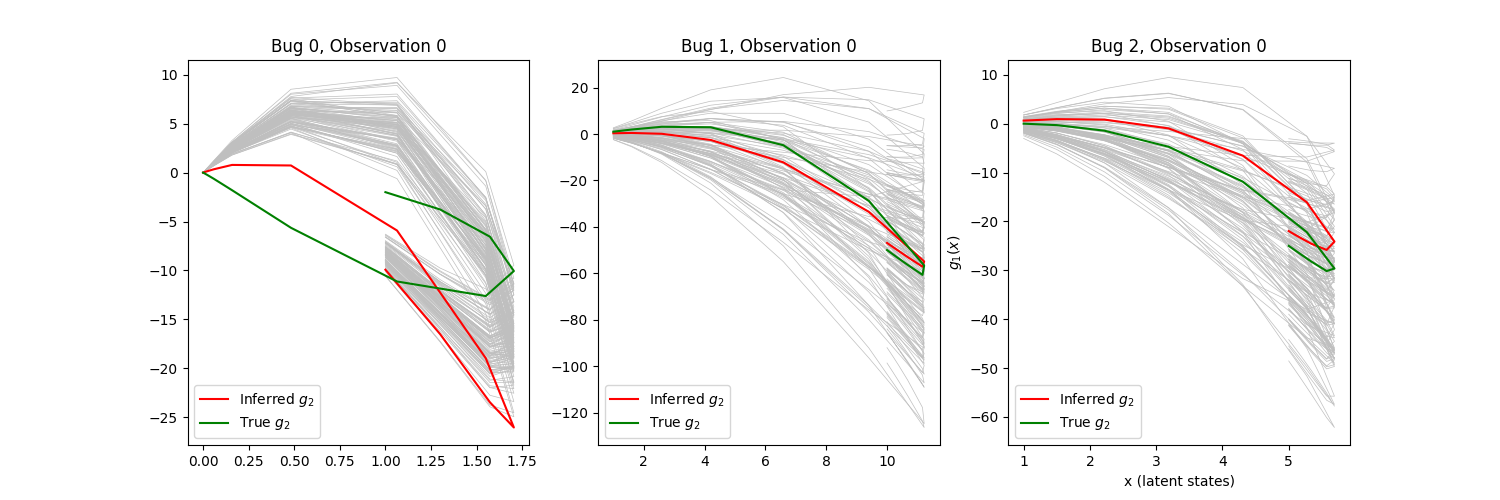 Bug 0, Observation 0
10
5
0
−5
−10
−15
−20
−25
0.00 0.25 0.50 0.75 1.00 1.25 1.50 1.75
Inferred g₂
True g₂
Bug 1, Observation 0
20
0
−20
−40
−60
−80
−100
−120
2 4 6 8 10
Inferred g₂
True g₂
Bug 2, Observation 0
g₁(x)
10
0
−10
−20
−30
−40
−50
−60
1 2 3 4 5
x (latent states)
Inferred g₂
True g₂